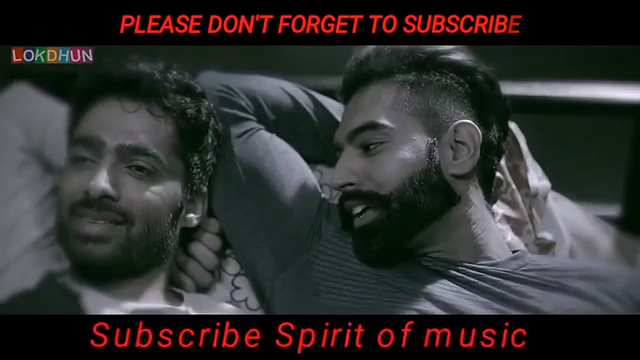 PLEASE DON'T FORGET TO SUBSCRIBE
LOKDHUN
Subscribe Spirit of music